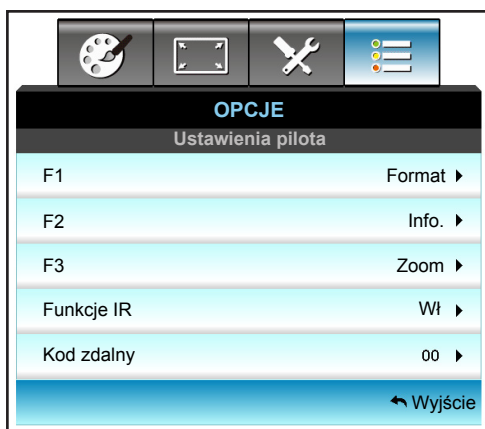 OPCJE
Ustawienia pilota
F1 Format
F2 Info.
F3 Zoom
Funkcje IR Wł
Kod zdalny 00
Wyjście